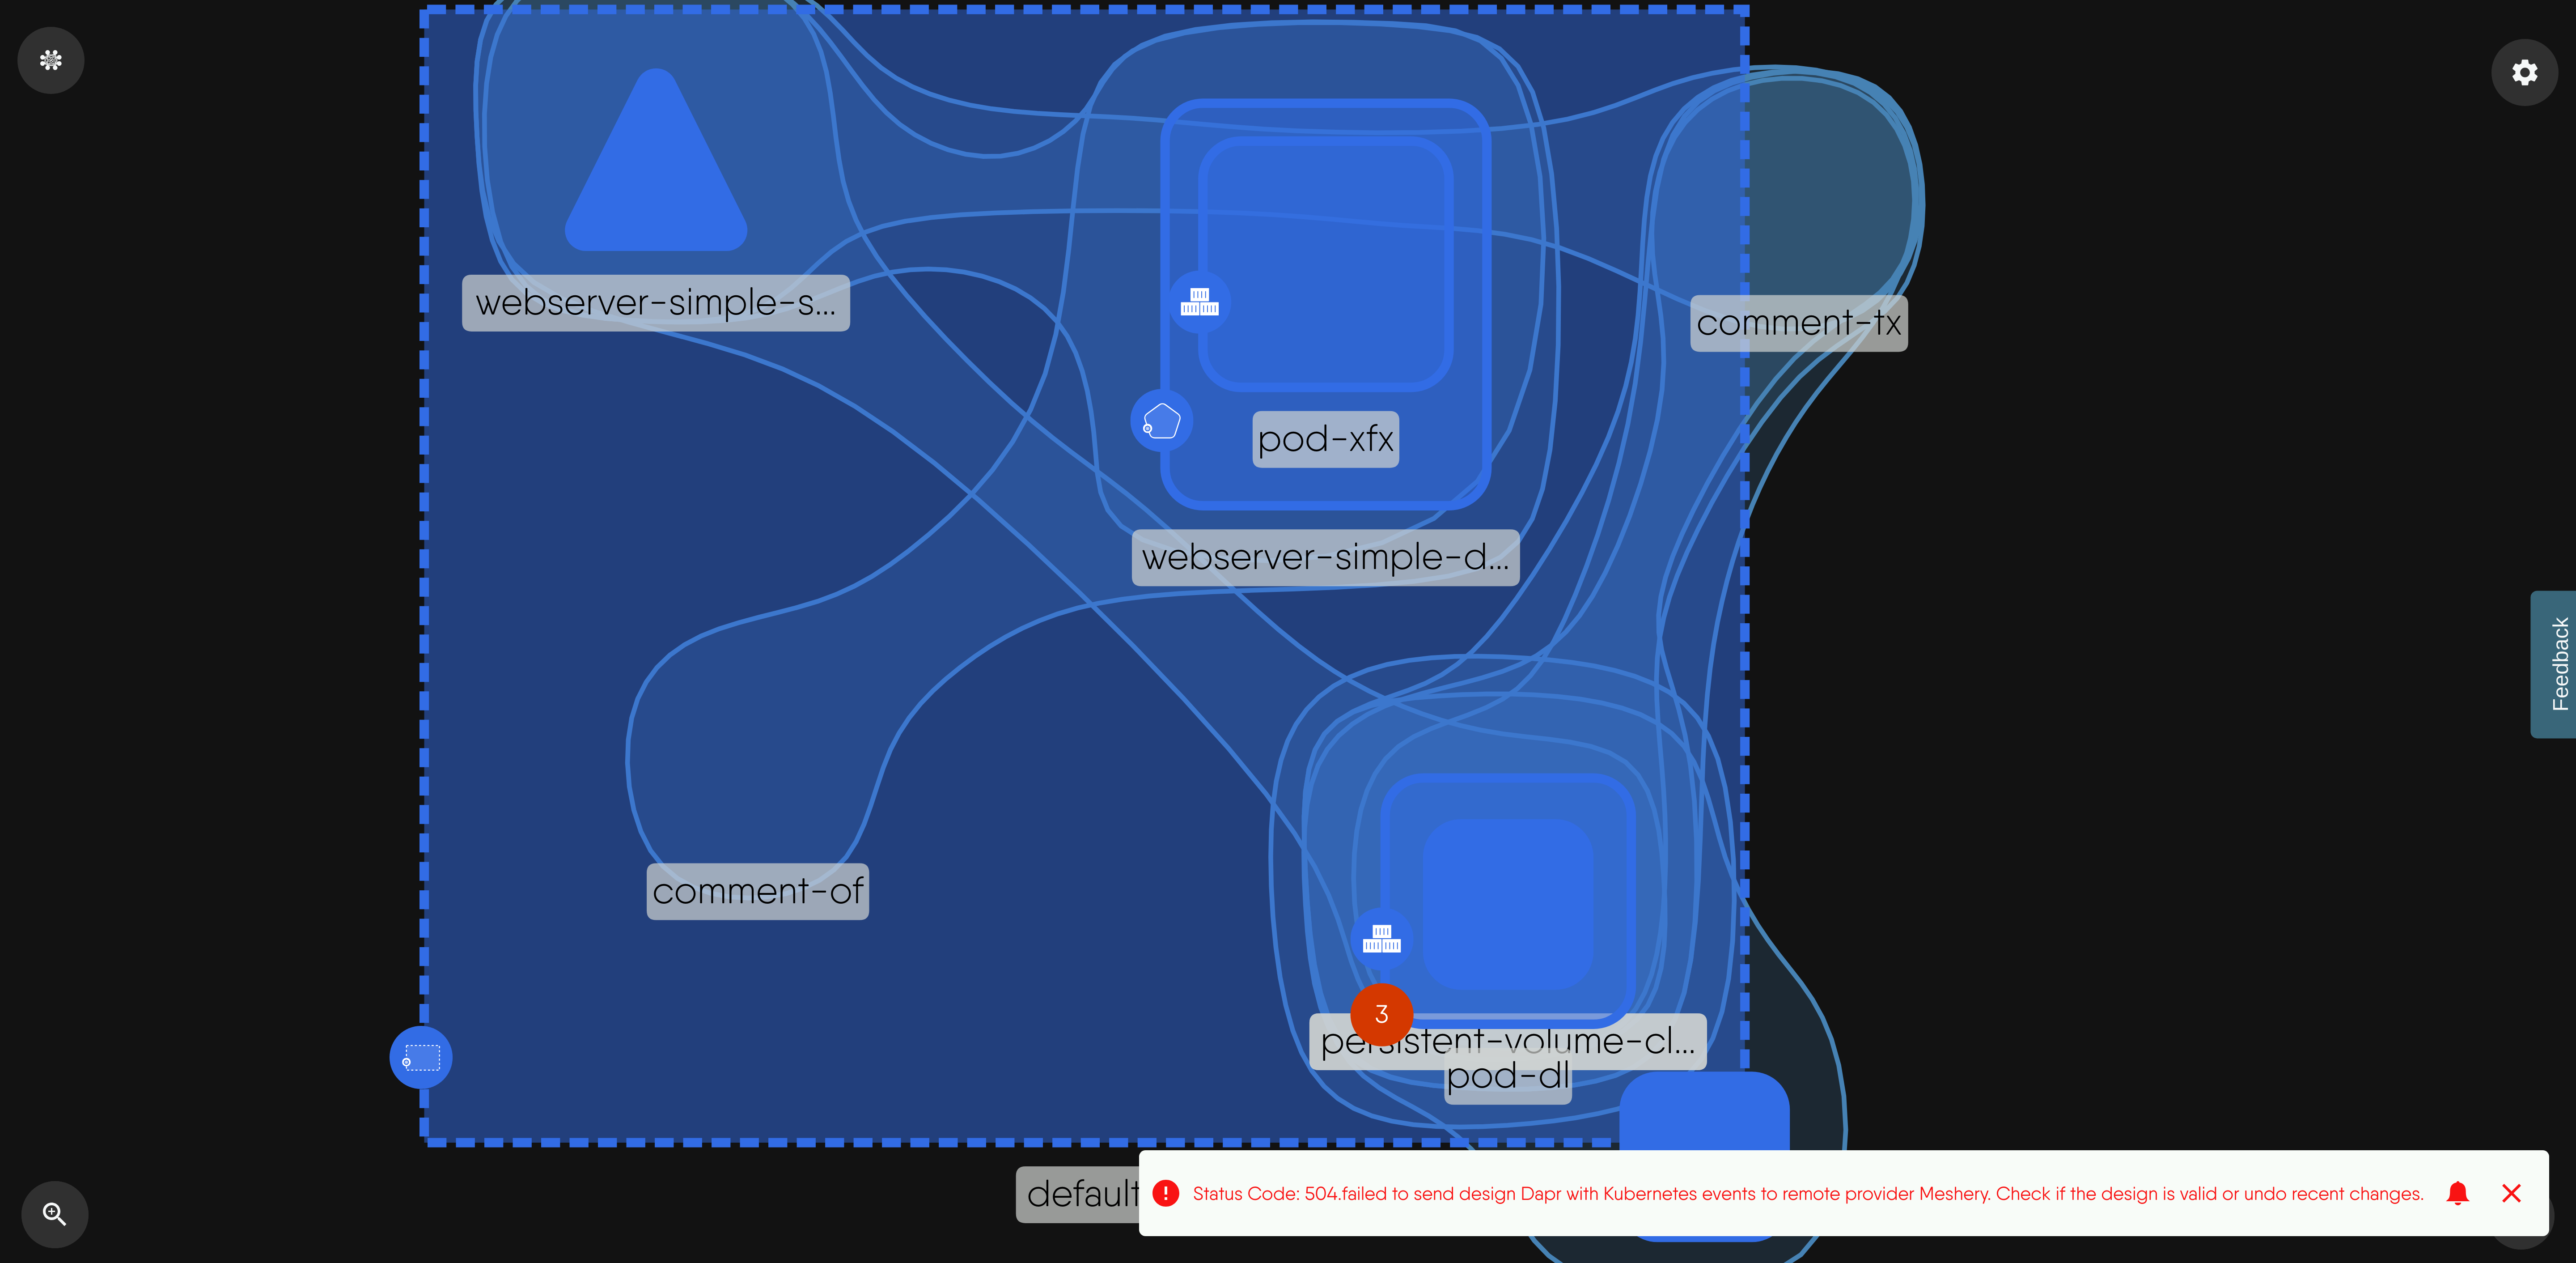 webserver-simple-s...
comment-tx
pod-xfx
webserver-simple-d...
Feedback
comment-of
3
persistent-volume-cl...
pod-dl
default
Status Code: 504.failed to send design Dapr with Kubernetes events to remote provider Meshery. Check if the design is valid or undo recent changes.